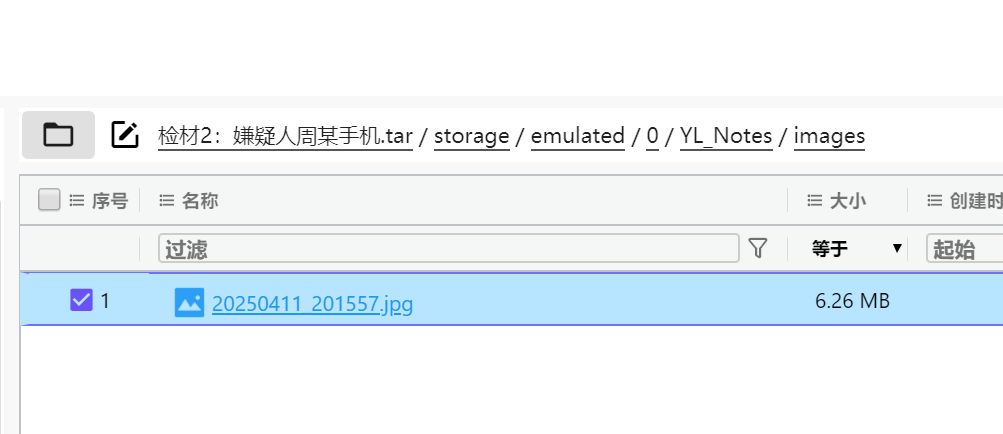 检材2：嫌疑人周某手机.tar / storage / emulated / 0 / YL_Notes / images
序号 名称 大小 创建时
过滤 等于 起始
1 20250411_201557.jpg 6.26 MB